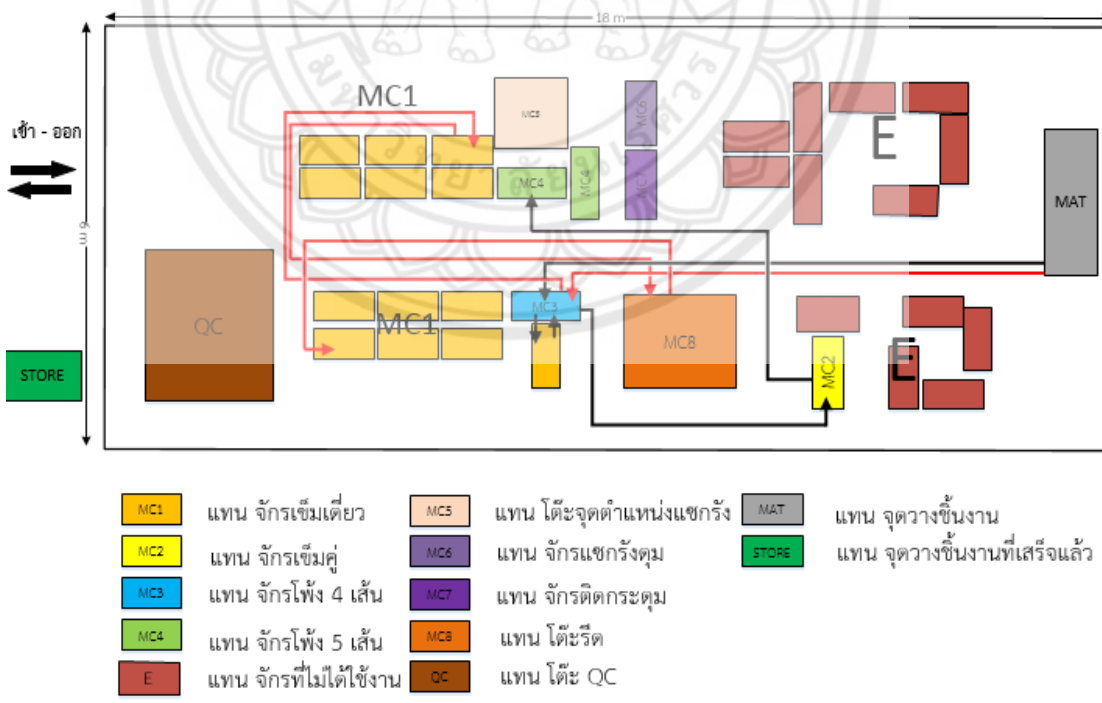 18 m
MC1
MC5
MC6
เข้า - ออก
E
MC4
MC4
MC7
MAT
9 m
QC
MC3
MC1
MC8
MC2
E
STORE
MC1 แทน จักรเข็มเดี่ยว
MC5 แทน โต๊ะจุดตำแหน่งแซกรัง
MAT แทน จุดวางชิ้นงาน
MC2 แทน จักรเข็มคู่
MC6 แทน จักรแซกรังดุม
STORE แทน จุดวางชิ้นงานที่เสร็จแล้ว
MC3 แทน จักรโพ้ง 4 เส้น
MC7 แทน จักรติดกระดุม
MC4 แทน จักรโพ้ง 5 เส้น
MC8 แทน โต๊ะรีด
E แทน จักรที่ไม่ได้ใช้งาน
QC แทน โต๊ะ QC